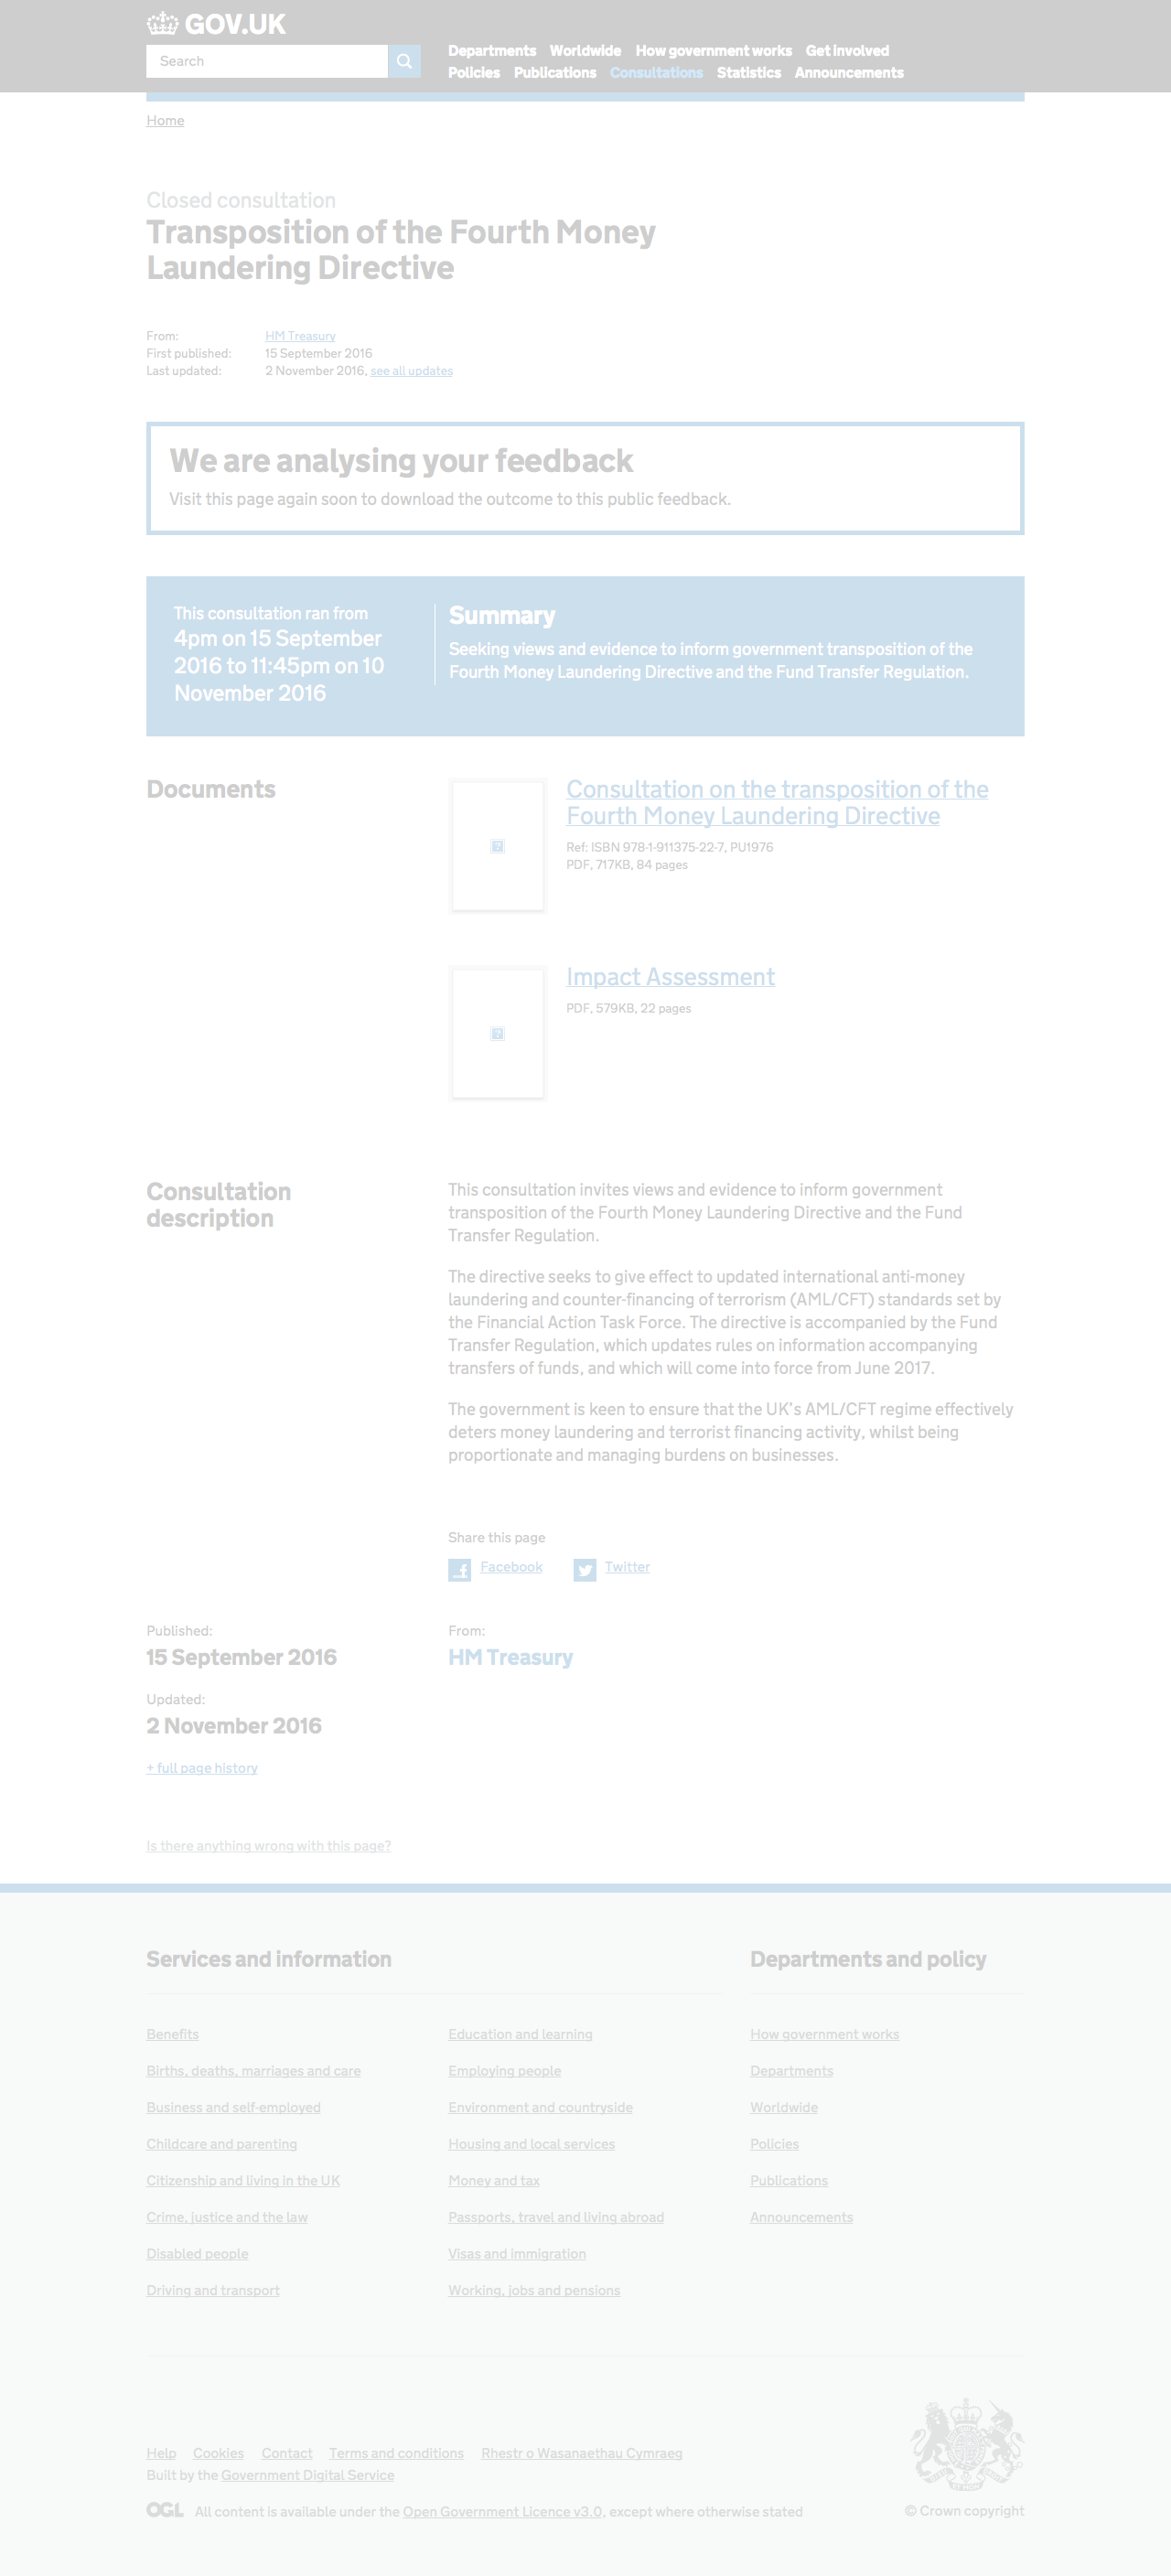 GOV.UK
Search
Departments Worldwide How government works Get involved
Policies Publications Consultations Statistics Announcements
Home
Closed consultation
Transposition of the Fourth Money
Laundering Directive
From: HM Treasury
First published: 15 September 2016
Last updated: 2 November 2016, see all updates
We are analysing your feedback
Visit this page again soon to download the outcome to this public feedback.
This consultation ran from
4pm on 15 September
2016 to 11:45pm on 10
November 2016
Summary
Seeking views and evidence to inform government transposition of the
Fourth Money Laundering Directive and the Fund Transfer Regulation.
Documents
Consultation on the transposition of the
Fourth Money Laundering Directive
Ref: ISBN 978-1-911375-22-7, PU1976
PDF, 717KB, 84 pages
Impact Assessment
PDF, 579KB, 22 pages
Consultation
description
This consultation invites views and evidence to inform government
transposition of the Fourth Money Laundering Directive and the Fund
Transfer Regulation.
The directive seeks to give effect to updated international anti-money
laundering and counter-financing of terrorism (AML/CFT) standards set by
the Financial Action Task Force. The directive is accompanied by the Fund
Transfer Regulation, which updates rules on information accompanying
transfers of funds, and which will come into force from June 2017.
The government is keen to ensure that the UK's AML/CFT regime effectively
deters money laundering and terrorist financing activity, whilst being
proportionate and managing burdens on businesses.
Share this page
Facebook Twitter
Published:
15 September 2016
From:
HM Treasury
Updated:
2 November 2016
+ full page history
Is there anything wrong with this page?
Services and information
Benefits
Births, deaths, marriages and care
Business and self-employed
Childcare and parenting
Citizenship and living in the UK
Crime, justice and the law
Disabled people
Driving and transport
Education and learning
Employing people
Environment and countryside
Housing and local services
Money and tax
Passports, travel and living abroad
Visas and immigration
Working, jobs and pensions
Departments and policy
How government works
Departments
Worldwide
Policies
Publications
Announcements
Help Cookies Contact Terms and conditions Rhestr o Wasanaethau Cymraeg
Built by the Government Digital Service
OGL All content is available under the Open Government Licence v3.0, except where otherwise stated
© Crown copyright